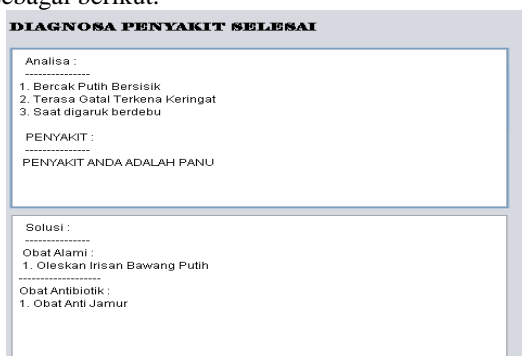 sebagai berikut:
DIAGNOSA PENYAKIT SELESAI
Analisa :
---------------
1. Bercak Putih Bersisik
2. Terasa Gatal Terkena Keringat
3. Saat digaruk berdebu
PENYAKIT :
---------------
PENYAKIT ANDA ADALAH PANU
Solusi :
---------------
Obat Alami :
1. Oleskan Irisan Bawang Putih
-------------------
Obat Antibiotik :
1. Obat Anti Jamur